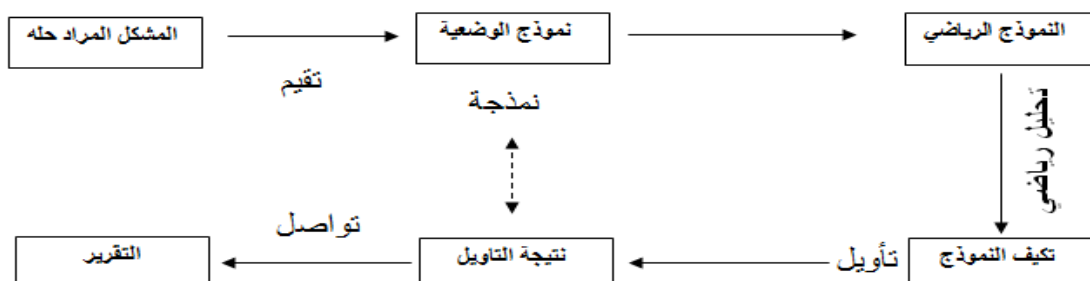 المشكل المراد حله
نموذج الوضعية
النموذج الرياضي
تقيم
نمذجة
تحليل رياضي
تواصل
تأويل
التقرير
نتيجة التاويل
تكيف النموذج